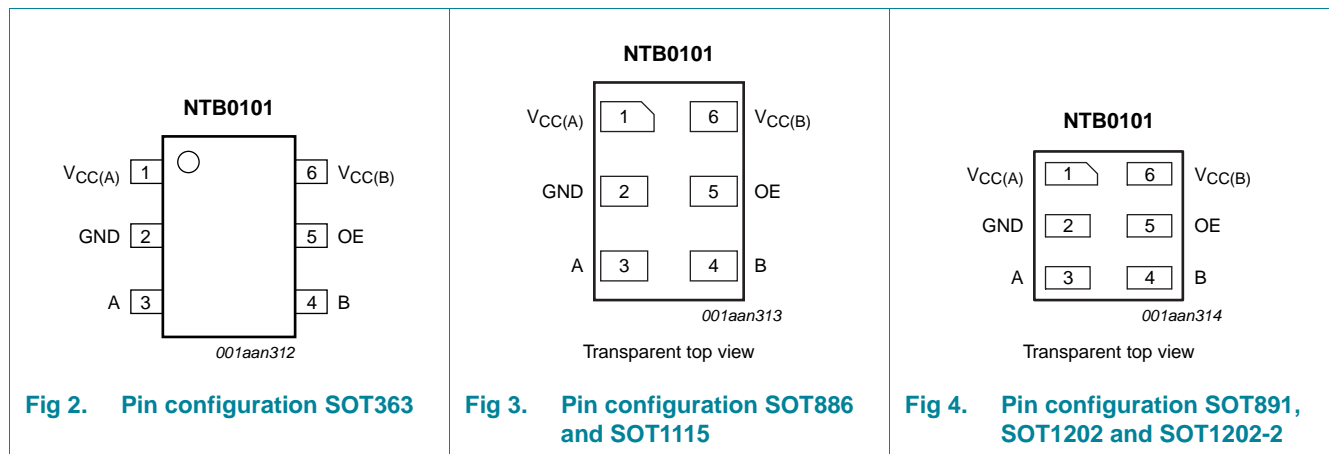 NTB0101
VCC(A) 1 6 VCC(B)
GND 2 5 OE
A 3 4 B
001aan312
Fig 2. Pin configuration SOT363
NTB0101
VCC(A) 1 6 VCC(B)
GND 2 5 OE
A 3 4 B
001aan313
Transparent top view
Fig 3. Pin configuration SOT886
and SOT1115
NTB0101
VCC(A) 1 6 VCC(B)
GND 2 5 OE
A 3 4 B
001aan314
Transparent top view
Fig 4. Pin configuration SOT891,
SOT1202 and SOT1202-2